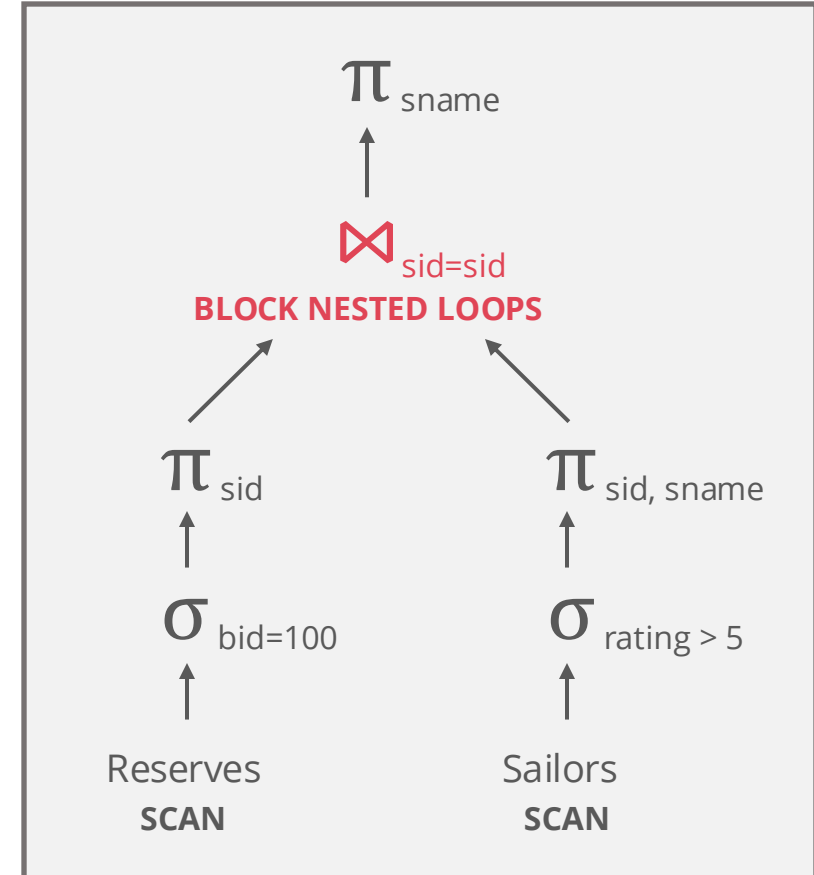 π sname
⋈ sid=sid
BLOCK NESTED LOOPS
π sid
π sid, sname
σ bid=100
σ rating > 5
Reserves
Sailors
SCAN
SCAN